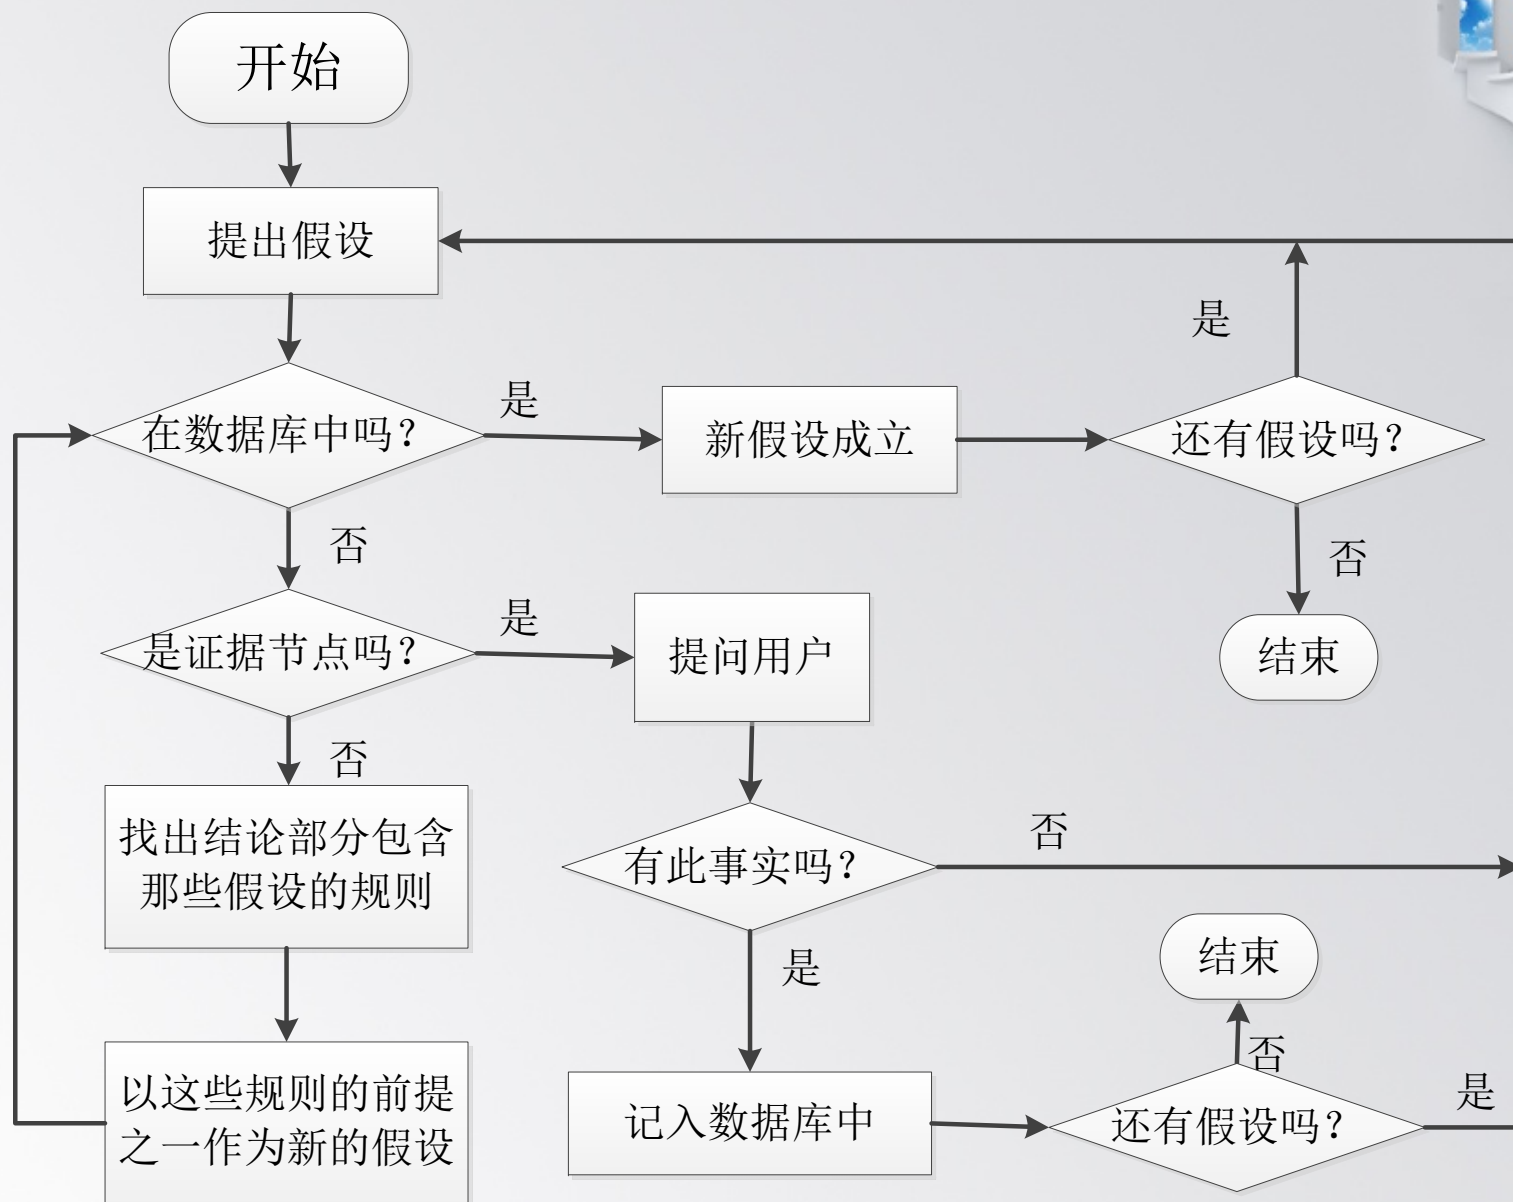 开始
提出假设
是
在数据库中吗？
是
新假设成立
还有假设吗？
否
否
是证据节点吗？
是
提问用户
结束
否
找出结论部分包含
那些假设的规则
有此事实吗？
否
是
结束
否
以这些规则的前提
之一作为新的假设
记入数据库中
还有假设吗？
是